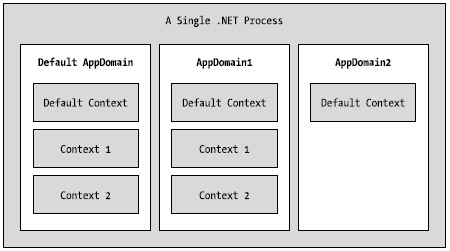 A Single .NET Process
Default AppDomain
Default Context
Context 1
Context 2
AppDomain1
Default Context
Context 1
Context 2
AppDomain2
Default Context